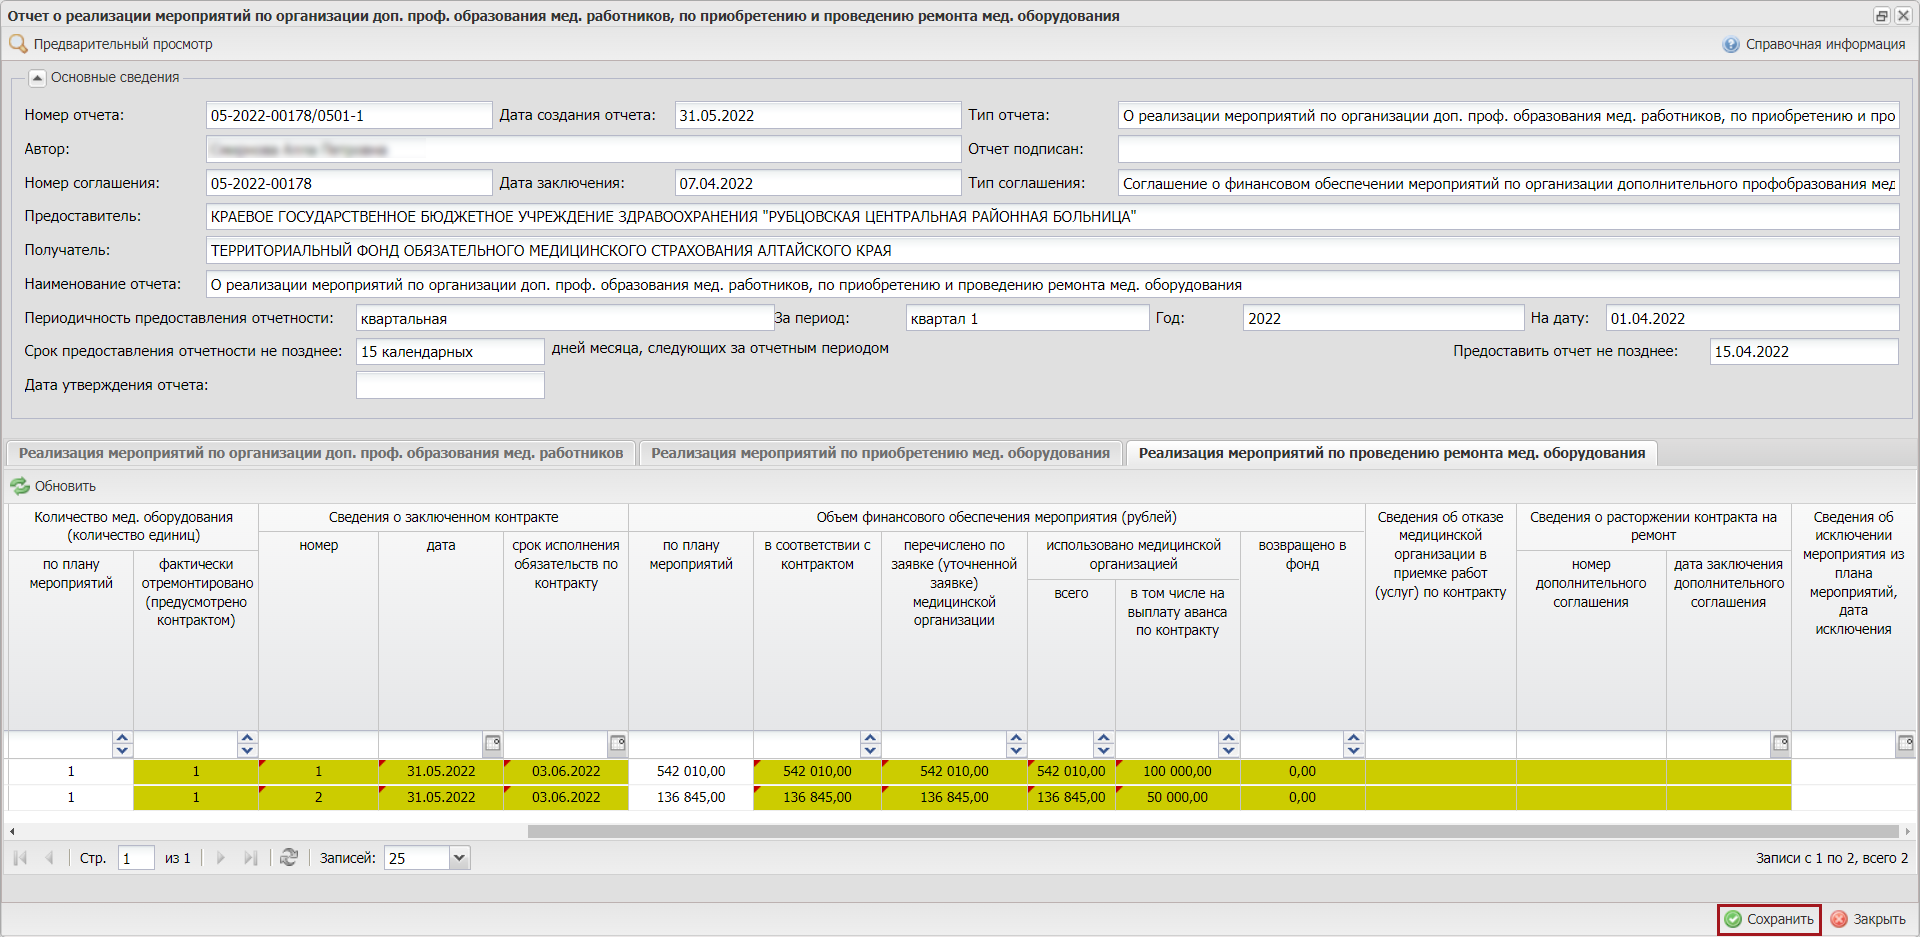 Отчет о реализации мероприятий по организации доп. проф. образования мед. работников, по приобретению и проведению ремонта мед. оборудования
Предварительный просмотр
Справочная информация
Основные сведения
Номер отчета: 05-2022-00178/0501-1 Дата создания отчета: 31.05.2022 Тип отчета: О реализации мероприятий по организации доп. проф. образования мед. работников, по приобретению и про
Автор: Отчет подписан:
Номер соглашения: 05-2022-00178 Дата заключения: 07.04.2022 Тип соглашения: Соглашение о финансовом обеспечении мероприятий по организации дополнительного профобразования мед
Предоставитель: КРАЕВОЕ ГОСУДАРСТВЕННОЕ БЮДЖЕТНОЕ УЧРЕЖДЕНИЕ ЗДРАВООХРАНЕНИЯ "РУБЦОВСКАЯ ЦЕНТРАЛЬНАЯ РАЙОННАЯ БОЛЬНИЦА"
Получатель: ТЕРРИТОРИАЛЬНЫЙ ФОНД ОБЯЗАТЕЛЬНОГО МЕДИЦИНСКОГО СТРАХОВАНИЯ АЛТАЙСКОГО КРАЯ
Наименование отчета: О реализации мероприятий по организации доп. проф. образования мед. работников, по приобретению и проведению ремонта мед. оборудования
Периодичность предоставления отчетности: квартальная За период: квартал 1 Год: 2022 На дату: 01.04.2022
Срок предоставления отчетности не позднее: 15 календарных дней месяца, следующих за отчетным периодом Предоставить отчет не позднее: 15.04.2022
Дата утверждения отчета:
Реализация мероприятий по организации доп. проф. образования мед. работников
Реализация мероприятий по приобретению мед. оборудования
Реализация мероприятий по проведению ремонта мед. оборудования
Обновить
Количество мед. оборудования
(количество единиц)
по плану
мероприятий
фактически
отремонтировано
(предусмотрено
контрактом)
Сведения о заключенном контракте
номер
дата
срок исполнения
обязательств по
контракту
Объем финансового обеспечения мероприятия (рублей)
по плану
мероприятий
в соответствии с
контрактом
перечислено по
заявке (уточненной
заявке)
медицинской
организации
использовано медицинской
организацией
всего
в том числе на
выплату аванса
по контракту
возвращено в
фонд
Сведения об отказе
медицинской
организации в
приемке работ
(услуг) по контракту
Сведения о расторжении контракта на
ремонт
номер
дополнительного
соглашения
дата заключения
дополнительного
соглашения
Сведения об
исключении
мероприятия из
плана
мероприятий,
дата
исключения
1 1 1 31.05.2022 03.06.2022 542 010,00 542 010,00 542 010,00 542 010,00 100 000,00 0,00
1 1 2 31.05.2022 03.06.2022 136 845,00 136 845,00 136 845,00 136 845,00 50 000,00 0,00
Стр. 1 из 1 Записей: 25 Записи с 1 по 2, всего 2
Сохранить Закрыть